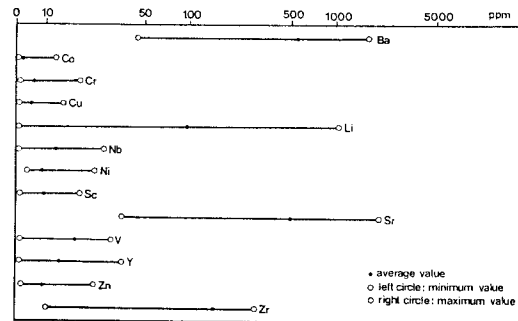 0 10 50 100 500 1000 5000 ppm
Ba
Co
Cr
Cu
Li
Nb
Ni
Sc
Sr
V
Y
Zn
Zr
• average value
○ left circle: minimum value
○ right circle: maximum value